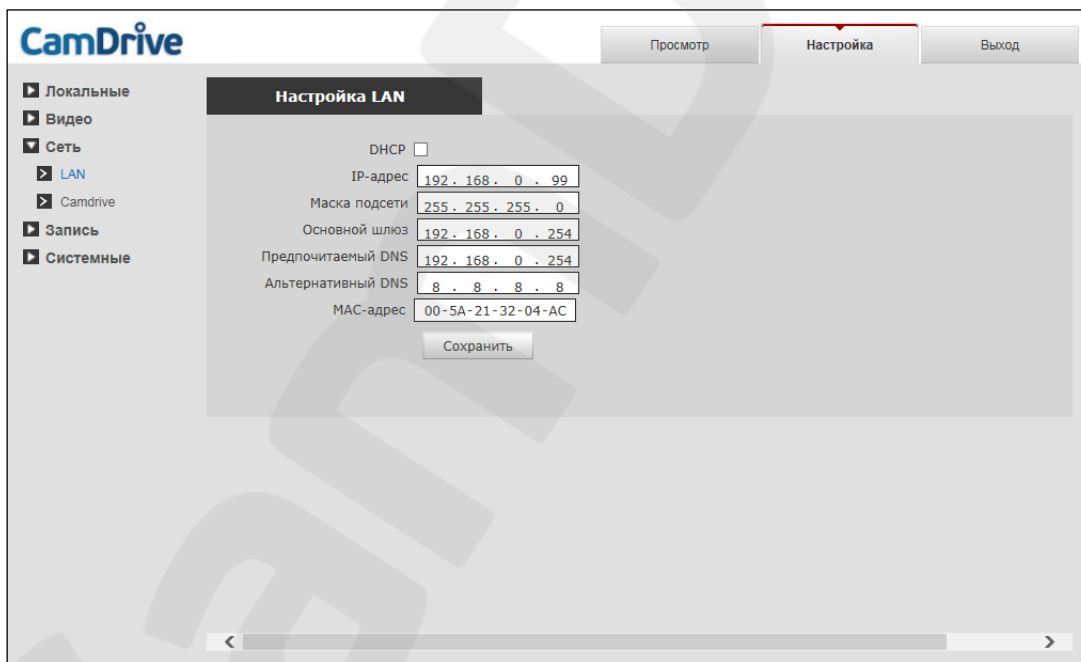 CamDrive
Просмотр
Настройка
Выход
Локальные
Видео
Сеть
LAN
Camdrive
Запись
Системные
Настройка LAN
DHCP
IP-адрес 192. 168. 0 . 99
Маска подсети 255. 255. 255. 0
Основной шлюз 192. 168. 0 . 254
Предпочитаемый DNS 192. 168. 0 . 254
Альтернативный DNS 8 . 8 . 8 . 8
MAC-адрес 00-5A-21-32-04-AC
Сохранить